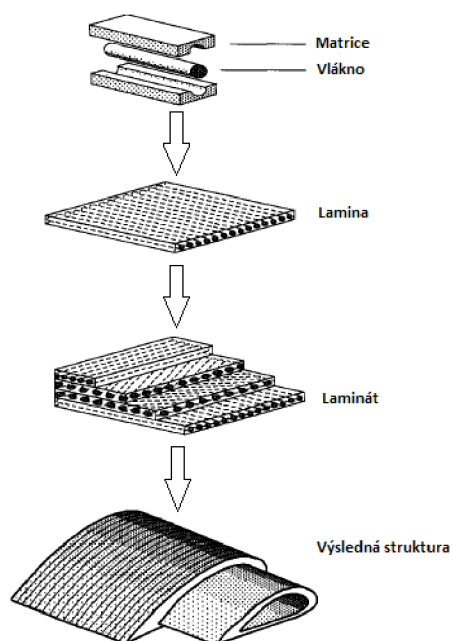 Matrice
Vlákno
Lamina
Laminát
Výsledná struktura